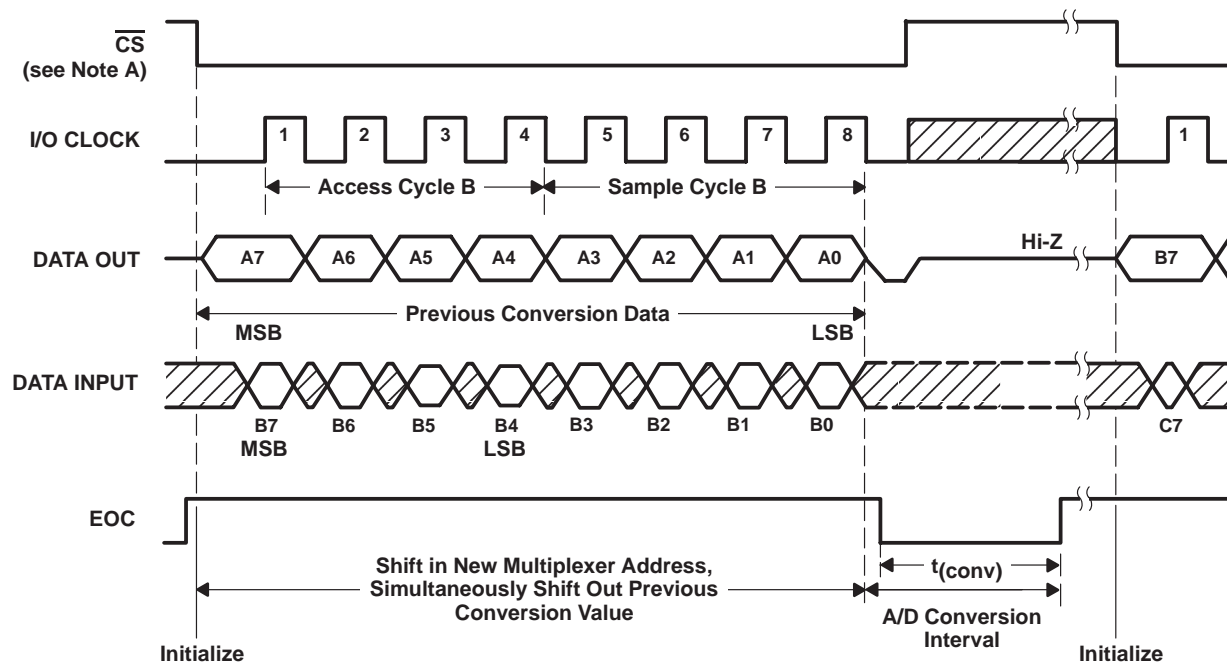 CS
(see Note A)
I/O CLOCK
1 2 3 4 5 6 7 8 1
Access Cycle B Sample Cycle B
DATA OUT
A7 A6 A5 A4 A3 A2 A1 A0 Hi-Z B7
Previous Conversion Data
MSB LSB
DATA INPUT
B7 B6 B5 B4 B3 B2 B1 B0 C7
MSB LSB
EOC
Shift in New Multiplexer Address,
Simultaneously Shift Out Previous
Conversion Value
t(conv)
A/D Conversion
Interval
Initialize Initialize